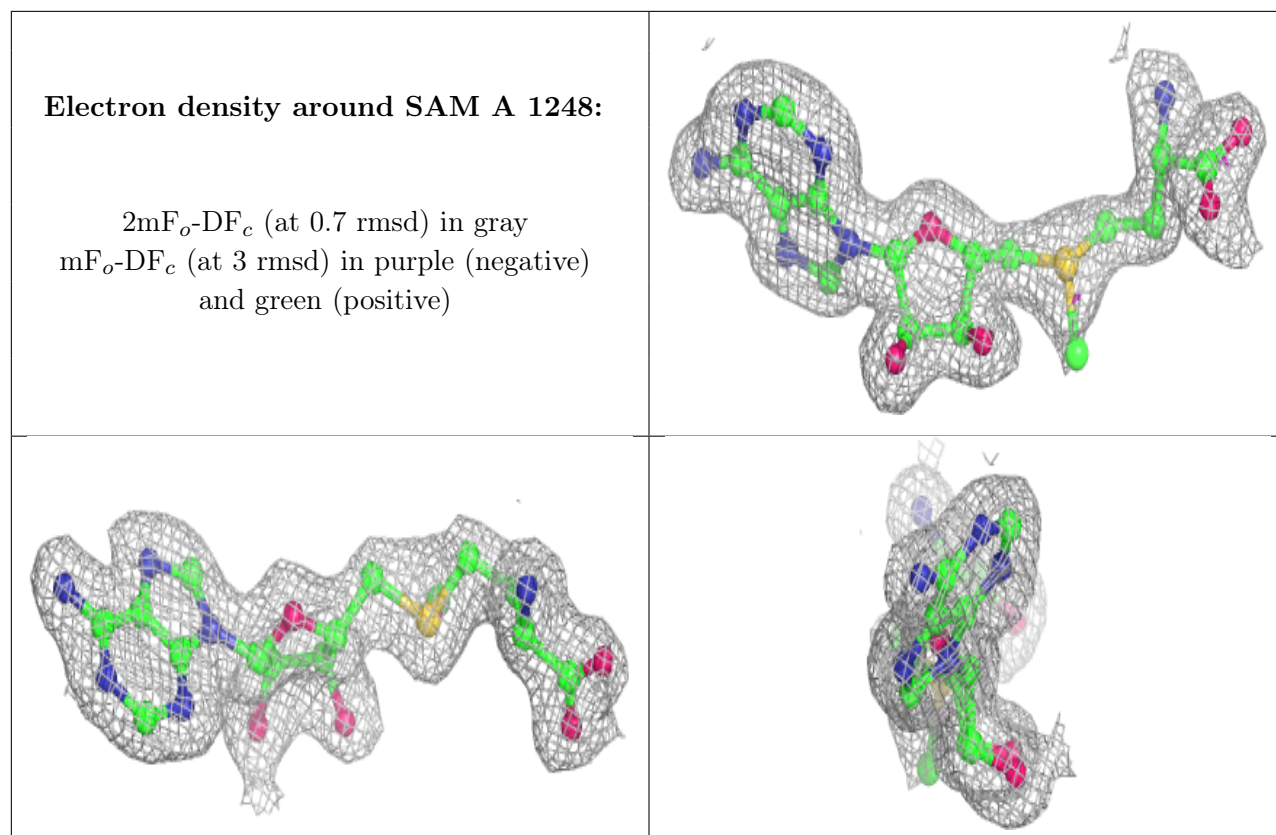 Electron density around SAM A 1248:
2mFo-DFc (at 0.7 rmsd) in gray
mFo-DFc (at 3 rmsd) in purple (negative)
and green (positive)